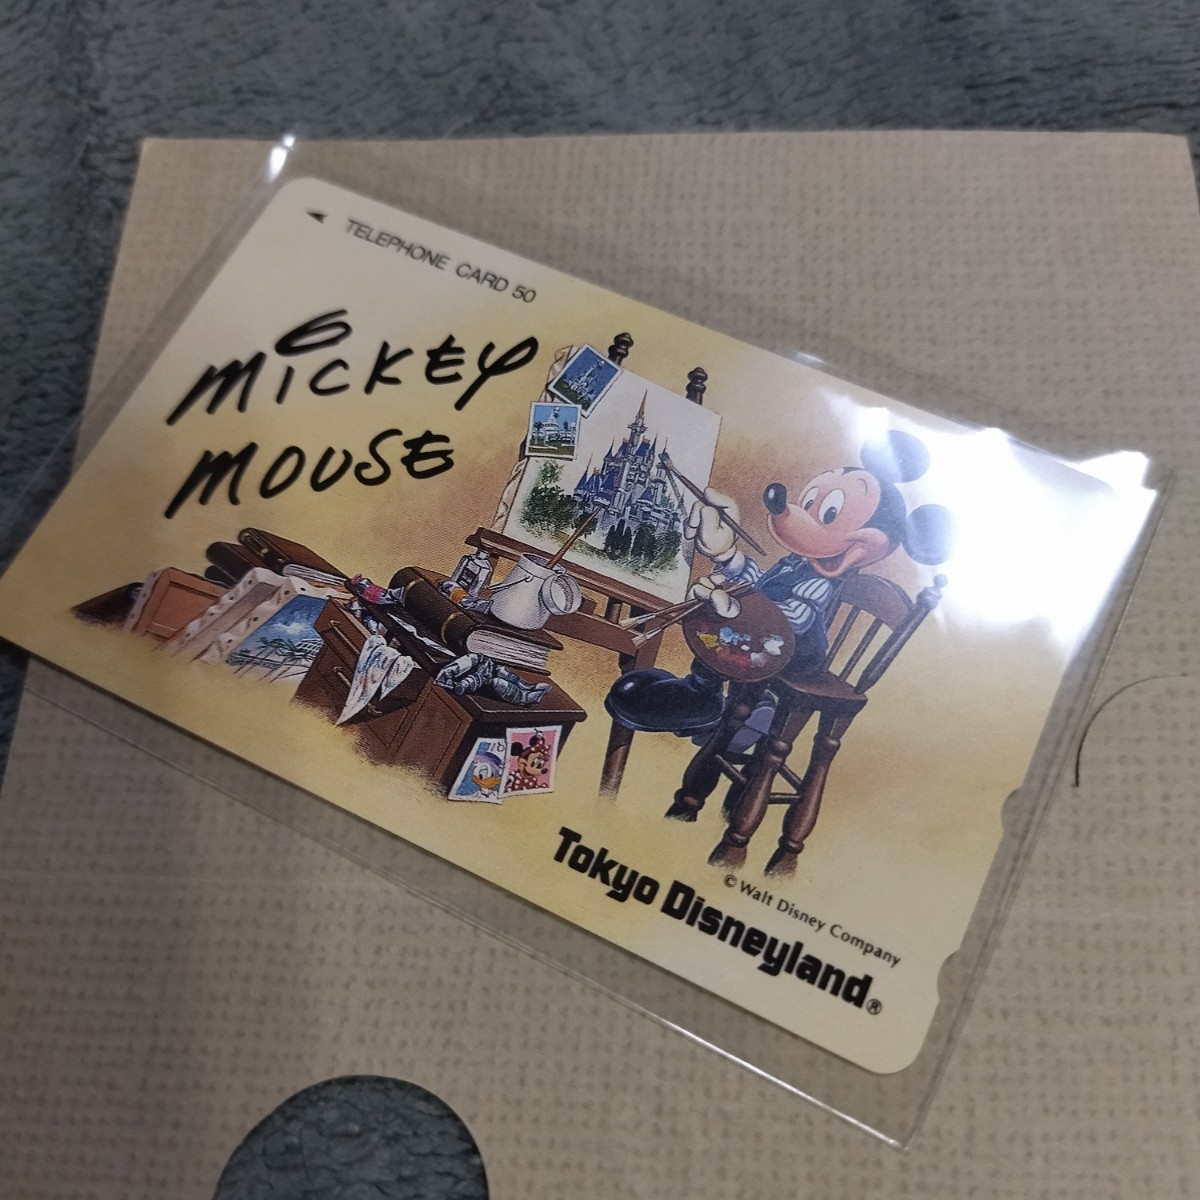 TELEPHONE CARD 50
MICKEY
MOUSE
© Walt Disney Company
Tokyo Disneyland®